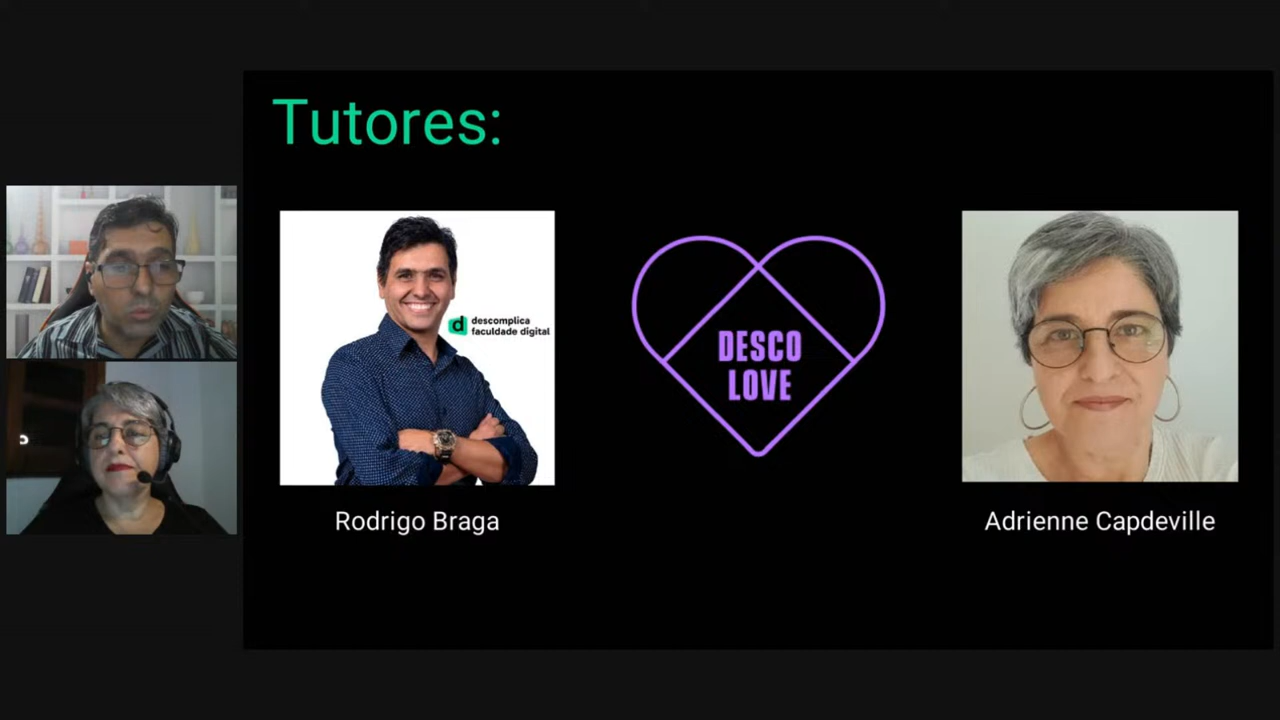 Tutores:
descomplica
faculdade digital
DESCO
LOVE
Rodrigo Braga
Adrienne Capdeville